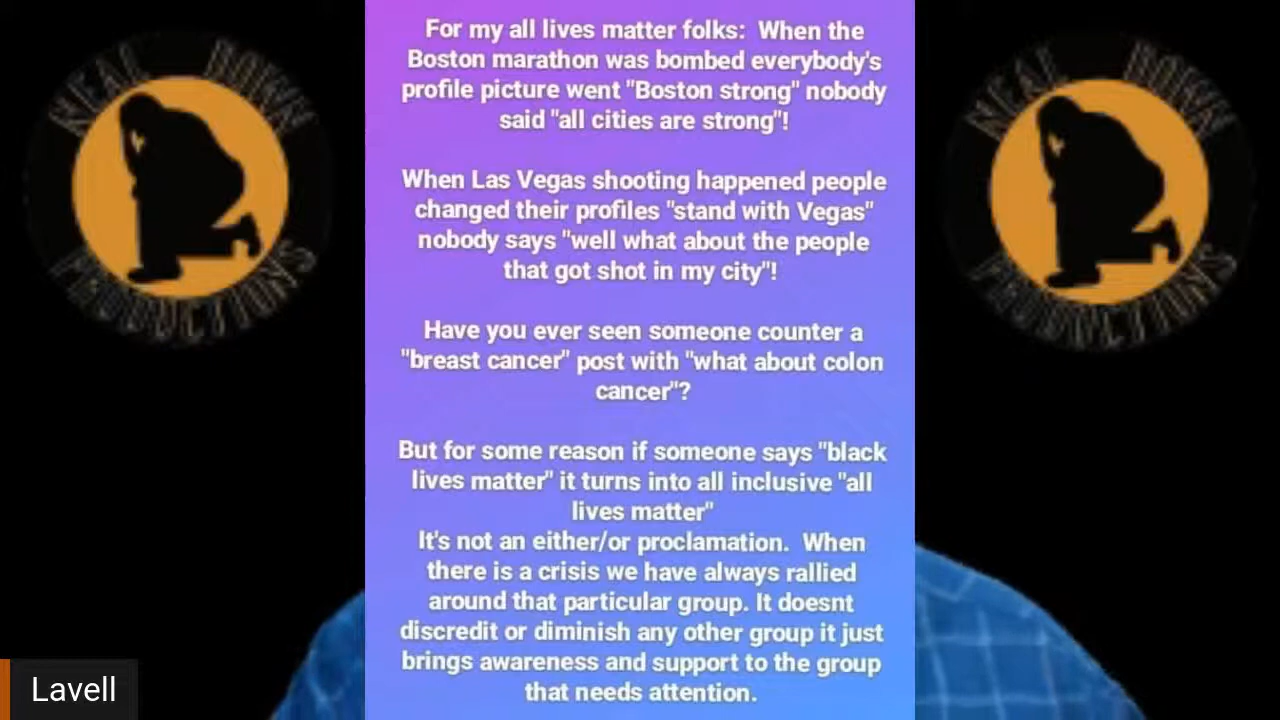 NEAL DOWN
PRODUCTIONS
For my all lives matter folks:  When the
Boston marathon was bombed everybody's
profile picture went "Boston strong" nobody
said "all cities are strong"!
When Las Vegas shooting happened people
changed their profiles "stand with Vegas"
nobody says "well what about the people
that got shot in my city"!
Have you ever seen someone counter a
"breast cancer" post with "what about colon
cancer"?
But for some reason if someone says "black
lives matter" it turns into all inclusive "all
lives matter"
It's not an either/or proclamation.  When
there is a crisis we have always rallied
around that particular group. It doesnt
discredit or diminish any other group it just
brings awareness and support to the group
that needs attention.
NEAL DOWN
PRODUCTIONS
Lavell